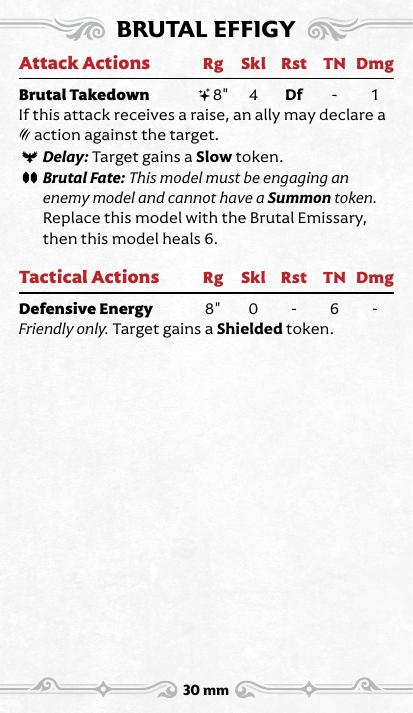 BRUTAL EFFIGY
Attack Actions Rg Skl Rst TN Dmg
Brutal Takedown 8" 4 Df - 1
If this attack receives a raise, an ally may declare a
action against the target.
Delay: Target gains a Slow token.
Brutal Fate: This model must be engaging an
enemy model and cannot have a Summon token.
Replace this model with the Brutal Emissary,
then this model heals 6.
Tactical Actions Rg Skl Rst TN Dmg
Defensive Energy 8" 0 - 6 -
Friendly only. Target gains a Shielded token.
30 mm